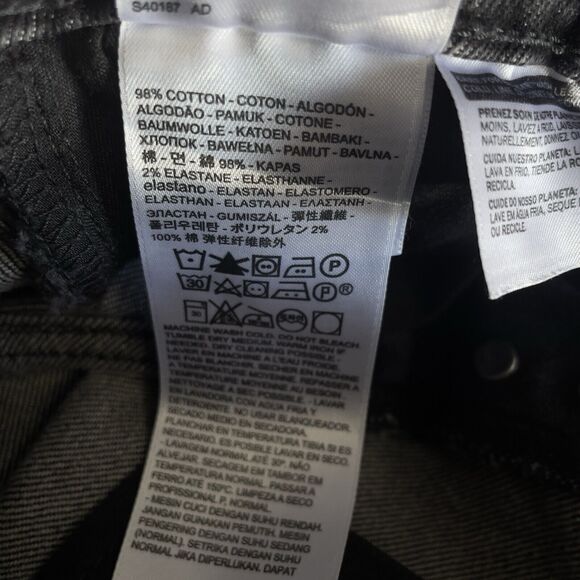 S40187 AD
98% COTTON - COTON - ALGODÓN -
ALGODÃO - PAMUK - COTONE -
BAUMWOLLE - KATOEN - BAMBAKI -
ХЛОПОК - BAWEŁNA - PAMUT - BAVLNA -
棉 - 면 - 綿 98% - KAPAS
2% ELASTANE - ELASTHANNE -
elastano - ELASTAN - ELASTOMERO
ELASTHAN - ELASTAAN - ΕΛΑΣΤΑΝΗ -
ЭЛАСТАН - GUMISZÁL - 彈性纖維 -
폴리우레탄 - ポリウレタン 2%
100% 棉 弹性纤维除外
P
30 P ®
30
MACHINE WASH COLD. DO NOT BLEACH.
TUMBLE DRY MEDIUM. WARM IRON IF
NEEDED. DRY CLEANING POSSIBLE -
LAVER EN MACHINE À L'EAU FROIDE.
NE PAS BLANCHIR. SÉCHER EN MACHINE
À TEMPÉRATURE MOYENNE. REPASSER À
TEMPÉRATURE MOYENNE AU BESOIN.
NETTOYAGE À SEC POSSIBLE - LAVAR
EN LAVADORA CON AGUA FRÍA Y
DETERGENTE. NO USAR BLANQUEADOR.
SECADO MEDIO EN SECADORA.
PLANCHAR EN TEMPERATURA TIBIA SI ES
NECESARIO. ES POSIBLE LAVAR EN SECO.
- LAVAGEM NORMAL ATÉ 30º. NÃO
ALVEJAR. SECAGEM EM TAMBOR EM
TEMPERATURA NORMAL. PASSAR A
FERRO ATÉ 150ºC. LIMPEZA A SECO
PROFISSIONAL P, NORMAL.
- MESIN CUCI DENGAN SUHU RENDAH.
JANGAN GUNAKAN PEMUTIH. MESIN
PENGERING DENGAN SUHU SEDANG
(NORMAL). SETRIKA DENGAN SUHU
NORMAL JIKA DIPERLUKAN. DAPAT
PRENEZ SOIN DE NOTRE PLAN
MOINS, LAVEZ À FROID, LAISSE
NATURELLEMENT, DONNEZ, O
CUIDA NUESTRO PLANETA: L
LAVA EN FRÍO, TIENDE LA RO
RECICLA.
CUIDE DO NOSSO PLANETA:
LAVE EM ÁGUA FRIA, SEQUE
OU RECICLE.